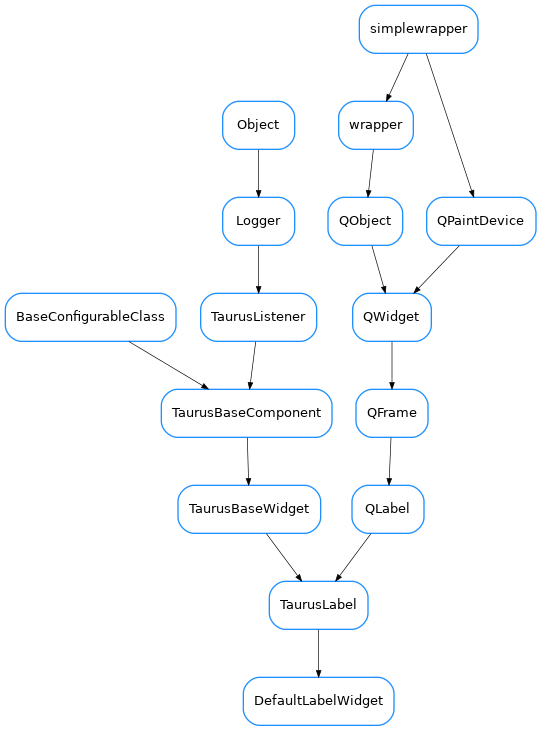 simplewrapper
Object
wrapper
Logger
QObject
QPaintDevice
BaseConfigurableClass
TaurusListener
QWidget
TaurusBaseComponent
QFrame
TaurusBaseWidget
QLabel
TaurusLabel
DefaultLabelWidget